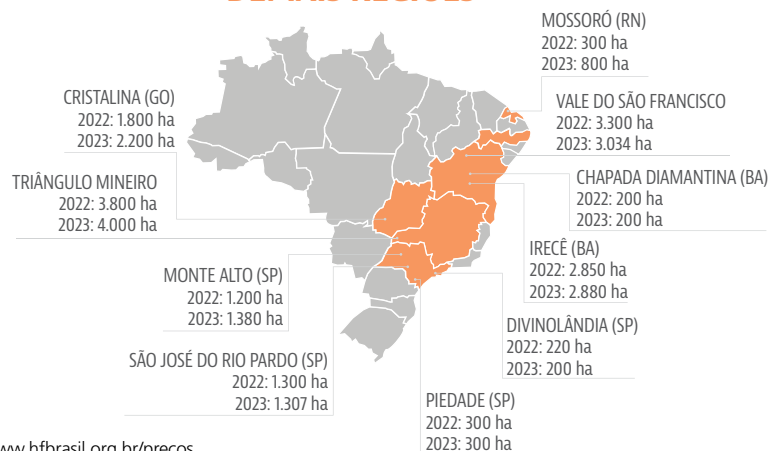 MOSSORÓ (RN)
2022: 300 ha
2023: 800 ha
CRISTALINA (GO)
2022: 1.800 ha
2023: 2.200 ha
VALE DO SÃO FRANCISCO
2022: 3.300 ha
2023: 3.034 ha
TRIÂNGULO MINEIRO
2022: 3.800 ha
2023: 4.000 ha
CHAPADA DIAMANTINA (BA)
2022: 200 ha
2023: 200 ha
IRECÊ (BA)
2022: 2.850 ha
2023: 2.880 ha
MONTE ALTO (SP)
2022: 1.200 ha
2023: 1.380 ha
DIVINOLÂNDIA (SP)
2022: 220 ha
2023: 200 ha
SÃO JOSÉ DO RIO PARDO (SP)
2022: 1.300 ha
2023: 1.307 ha
PIEDADE (SP)
2022: 300 ha
2023: 300 ha
ww.hfbrasil.org.br/precos